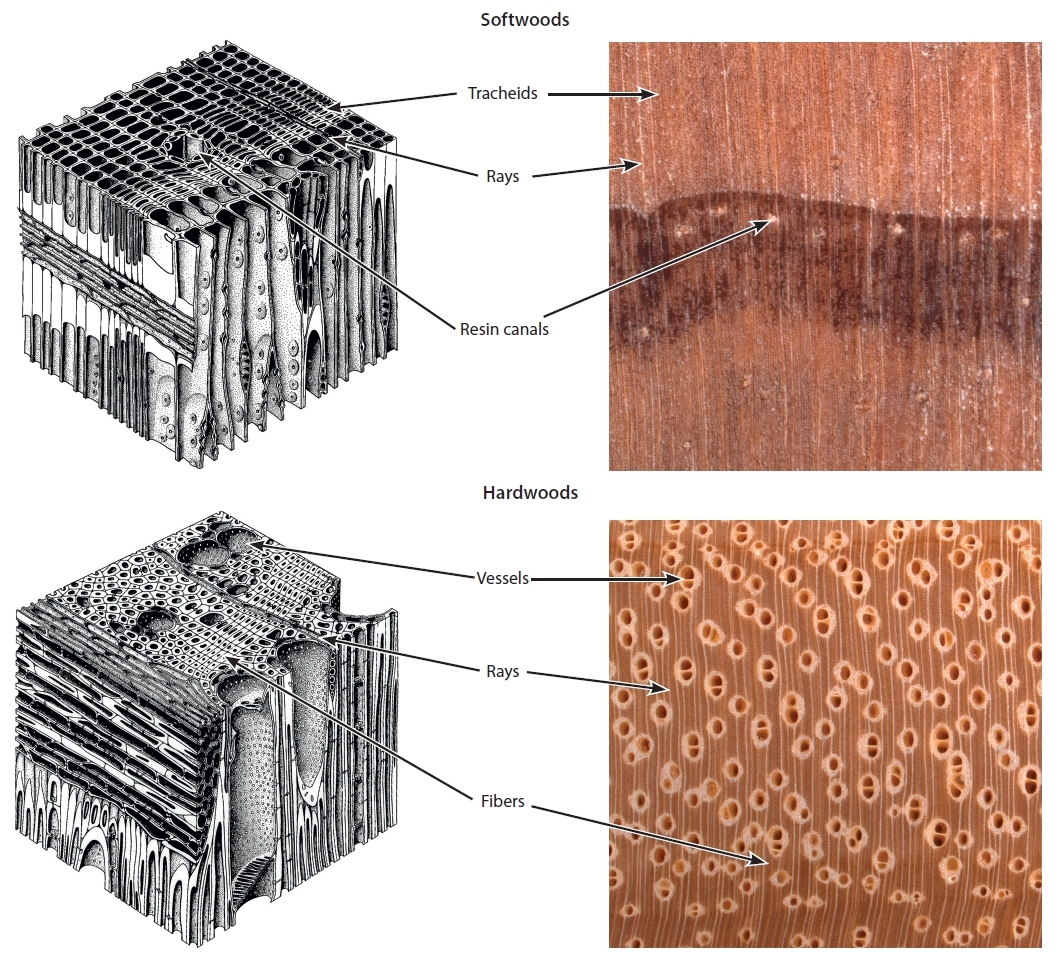 Softwoods
Tracheids
Rays
Resin canals
Hardwoods
Vessels
Rays
Fibers